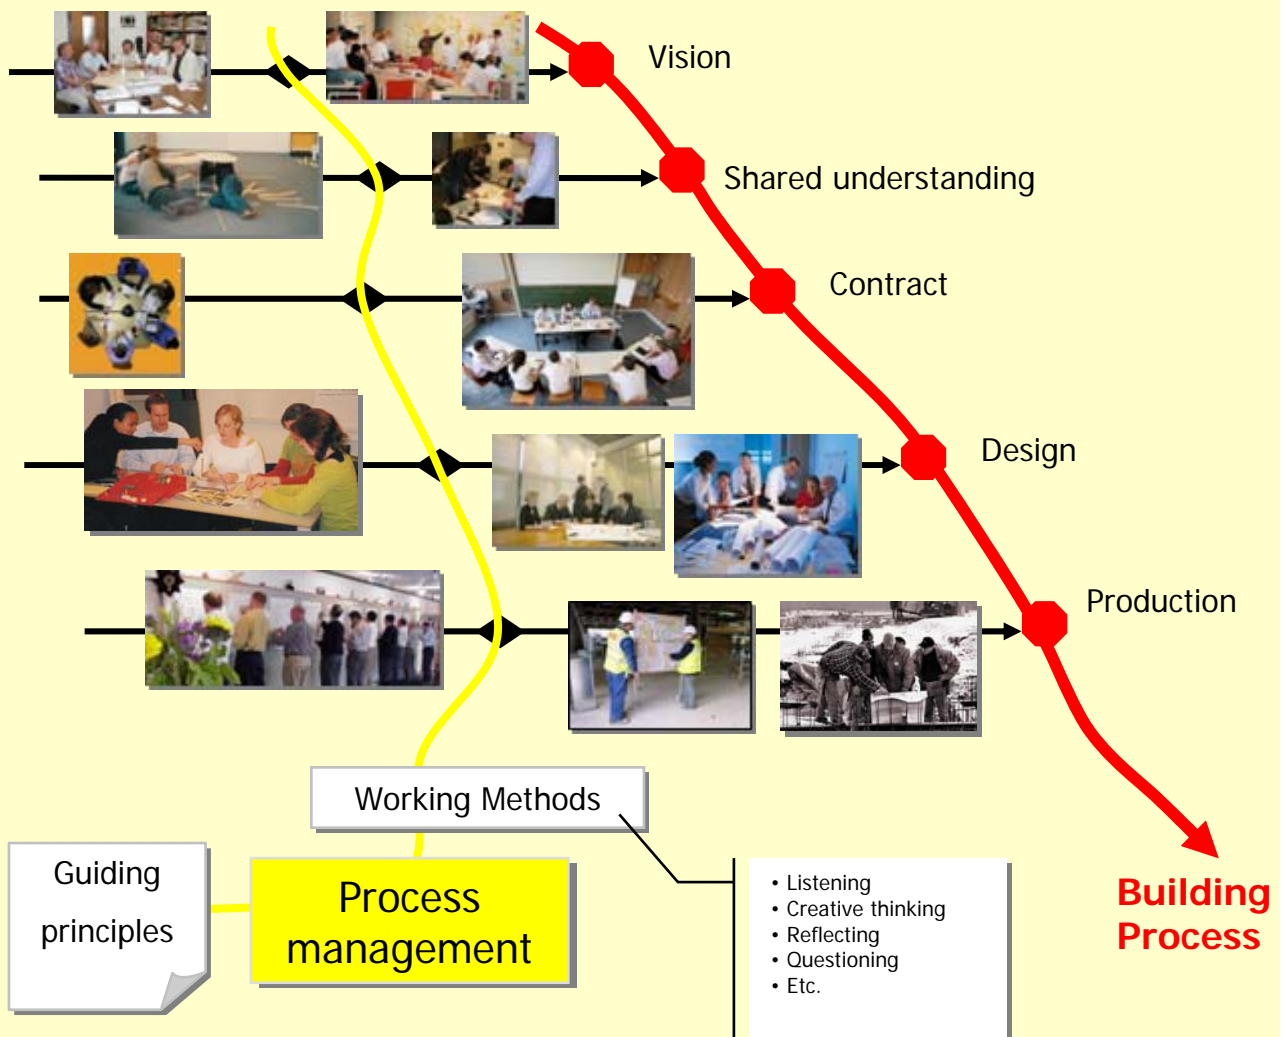 Vision
Shared understanding
Contract
Design
Production
Working Methods
Guiding
principles
Process
management
• Listening
• Creative thinking
• Reflecting
• Questioning
• Etc.
Building
Process